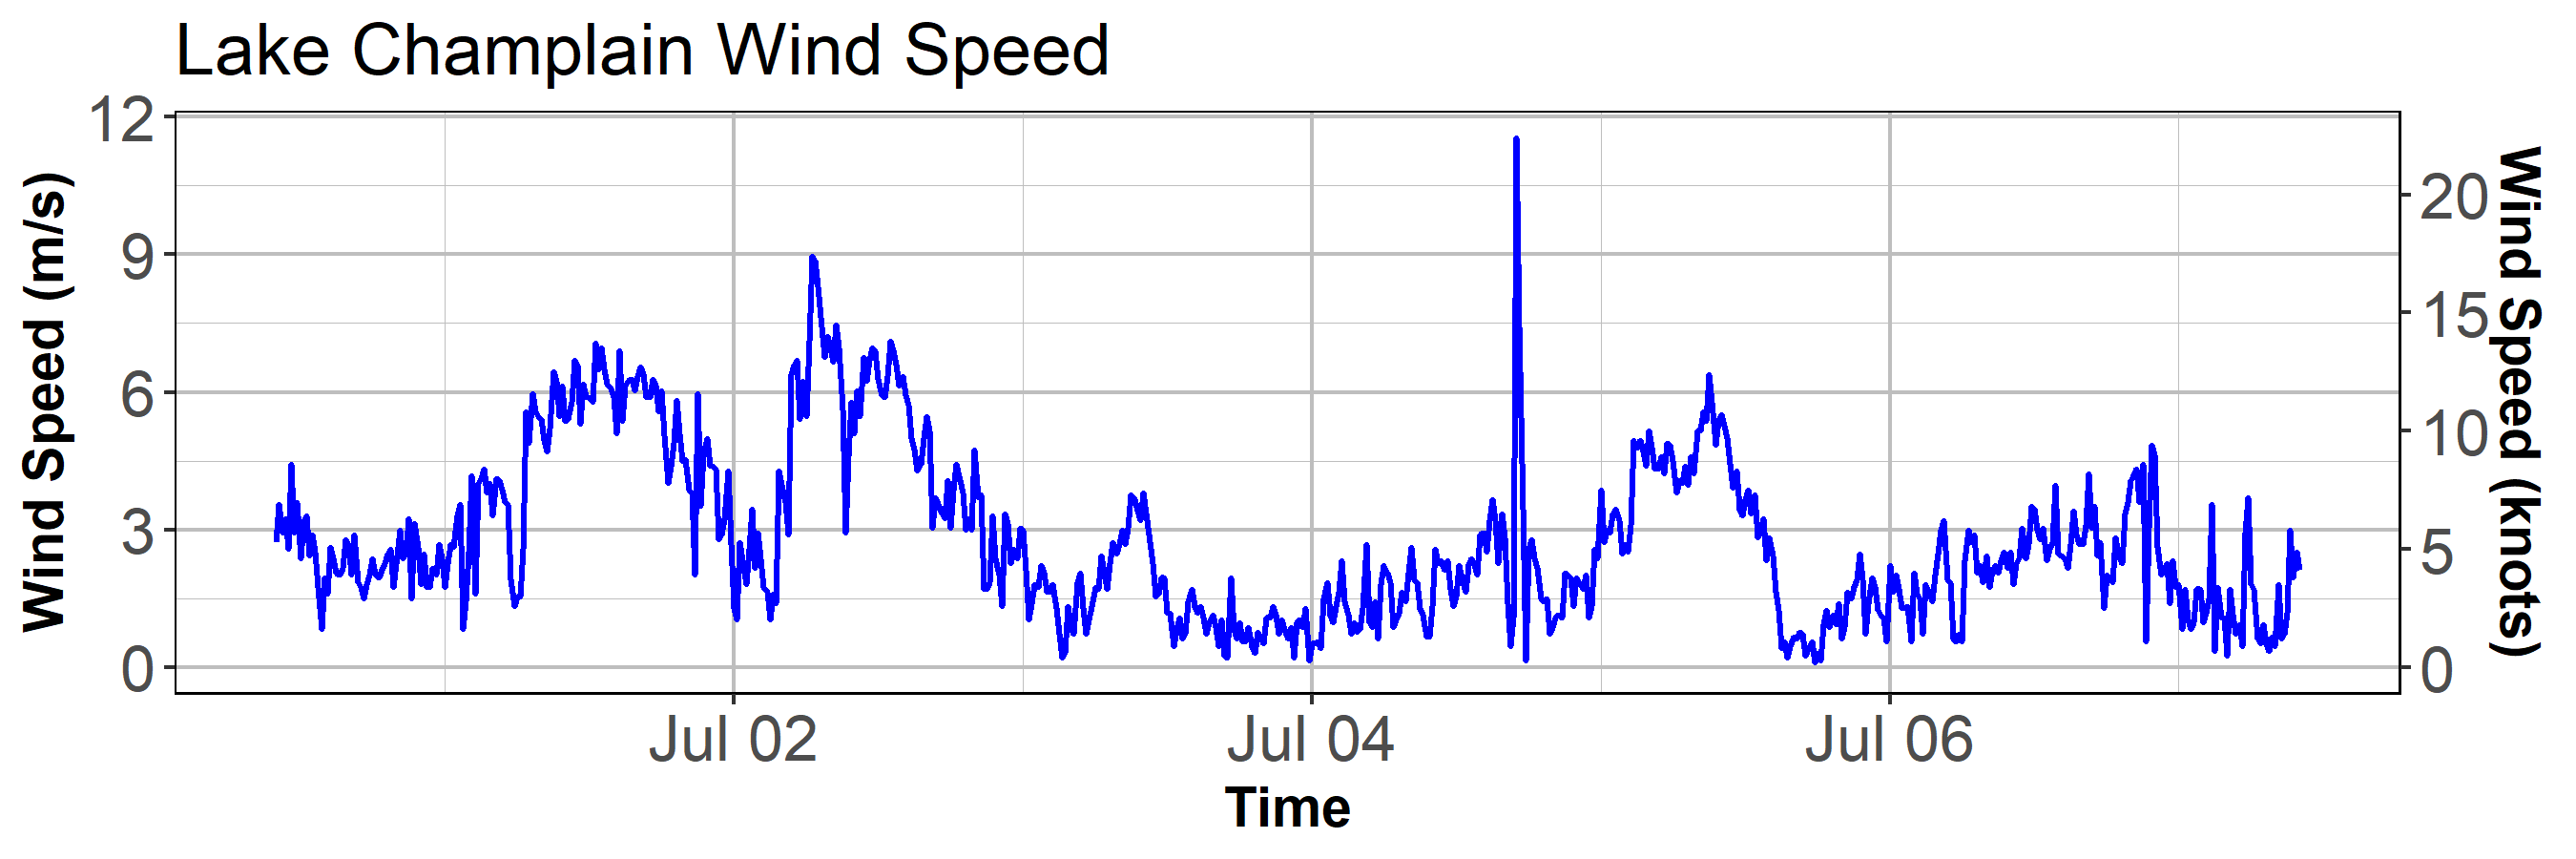 Lake Champlain Wind Speed
Wind Speed (m/s)
12
9
6
3
0
20
15
10
5
0
Wind Speed (knots)
Jul 02
Jul 04
Jul 06
Time